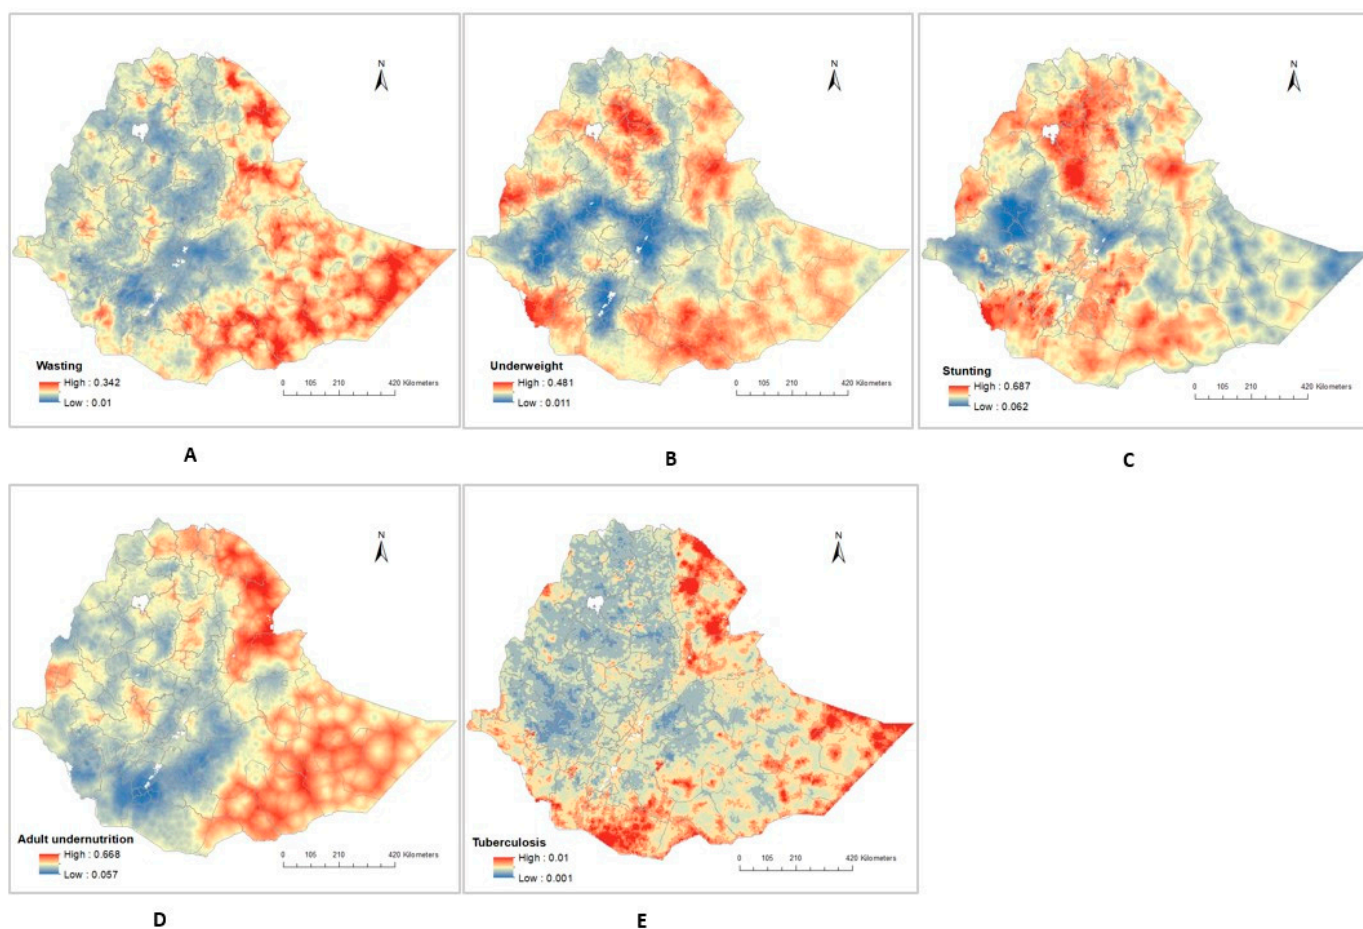 N
Wasting
High : 0.342
Low : 0.01
0 105 210 420 Kilometers
A
N
Underweight
High : 0.481
Low : 0.011
0 105 210 420 Kilometers
B
N
Stunting
High : 0.687
Low : 0.062
0 105 210 420 Kilometers
C
N
Adult undernutrition
High : 0.668
Low : 0.057
0 105 210 420 Kilometers
D
N
Tuberculosis
High : 0.01
Low : 0.001
0 105 210 420 Kilometers
E